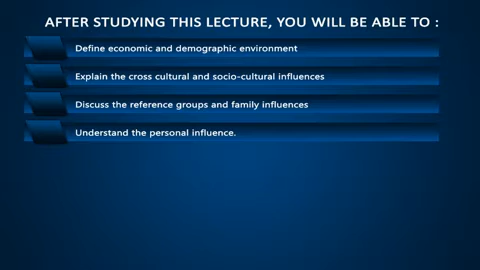 AFTER STUDYING THIS LECTURE, YOU WILL BE ABLE TO :
Define economic and demographic environment
Explain the cross cultural and socio-cultural influences
Discuss the reference groups and family influences
Understand the personal influence.